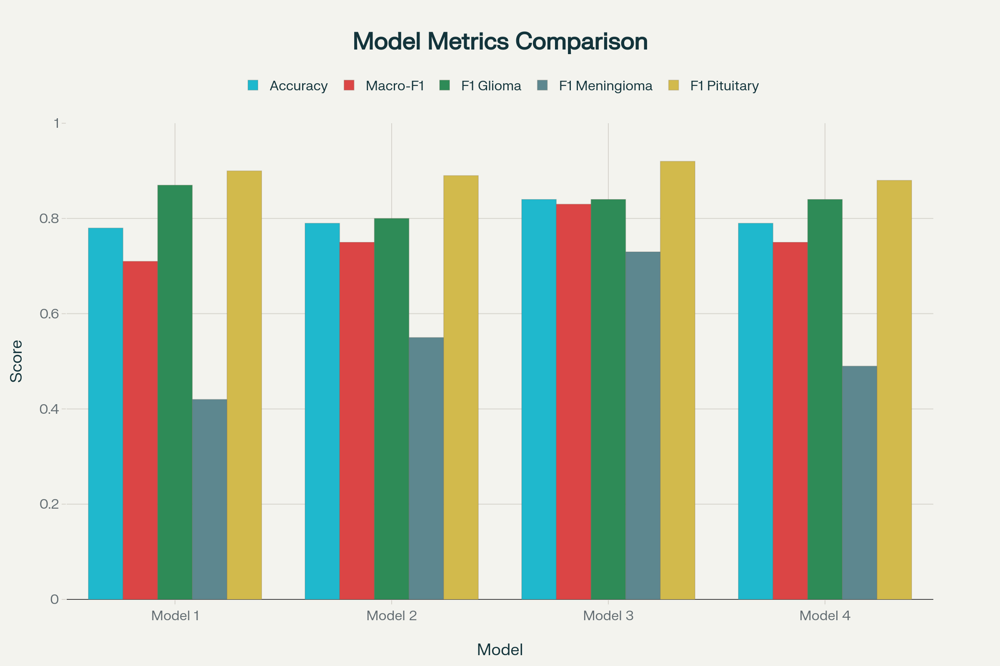 Model Metrics Comparison
Accuracy Macro-F1 F1 Glioma F1 Meningioma F1 Pituitary
1
0.8
0.6
0.4
0.2
0
Score
Model 1 Model 2 Model 3 Model 4
Model